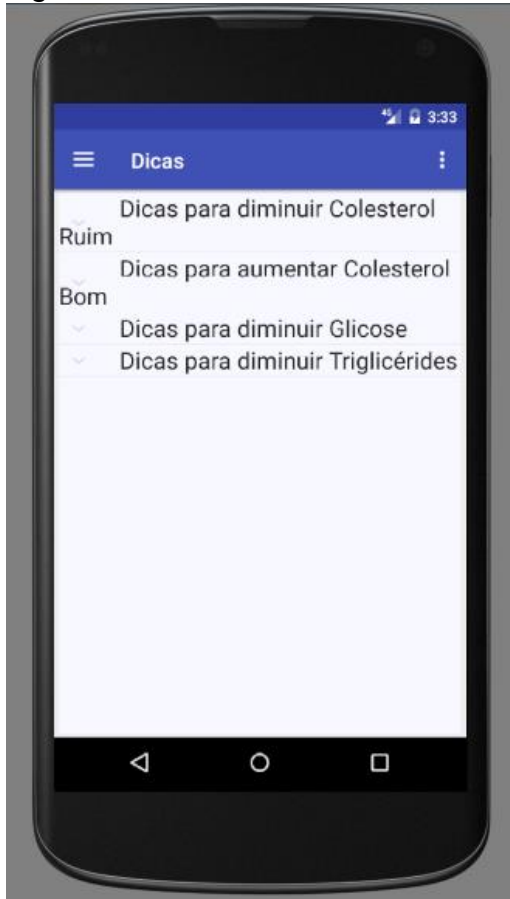 4G 3:33
Dicas
Dicas para diminuir Colesterol
Ruim
Dicas para aumentar Colesterol
Bom
Dicas para diminuir Glicose
Dicas para diminuir Triglicérides